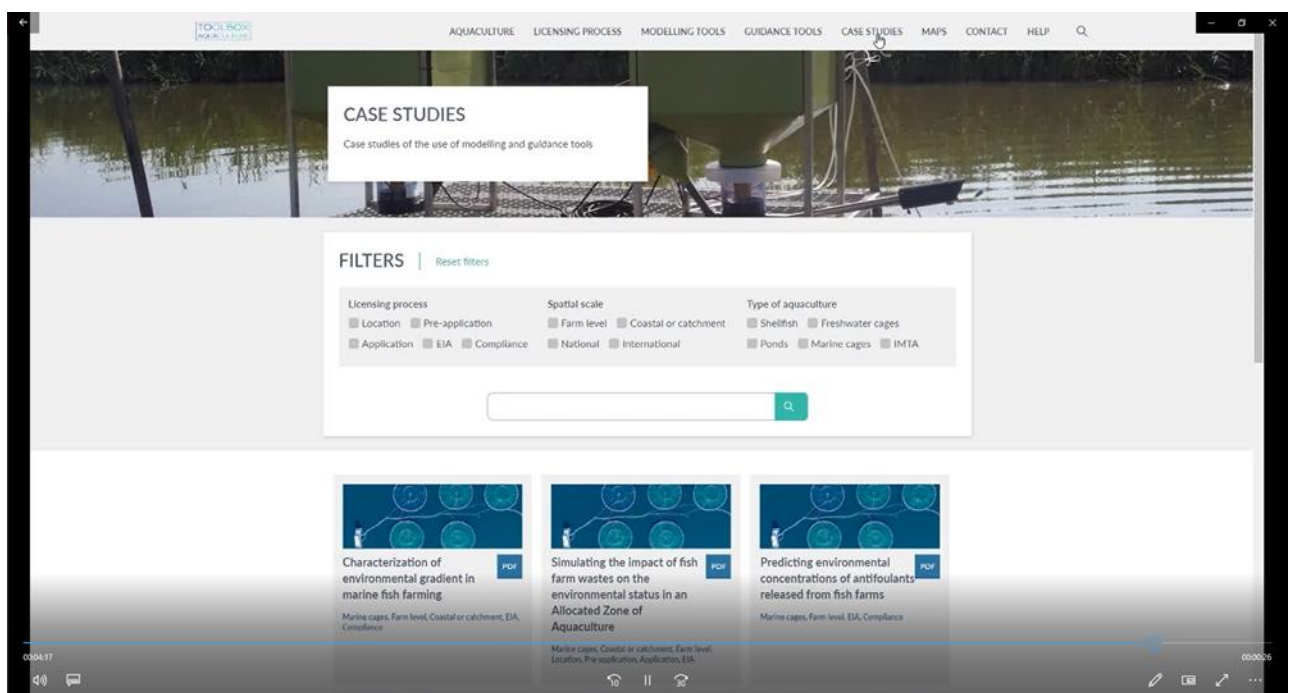 TOOLBOX
AQUACULTURE
AQUACULTURE LICENSING PROCESS MODELLING TOOLS GUIDANCE TOOLS CASE STUDIES MAPS CONTACT HELP
CASE STUDIES
Case studies of the use of modelling and guidance tools
FILTERS Reset filters
Licensing process
Location Pre-application
Application EIA Compliance
Spatial scale
Farm level Coastal or catchment
National International
Type of aquaculture
Shellfish Freshwater cages
Ponds Marine cages IMTA
Characterization of
environmental gradient in
marine fish farming
PDF
Marine cages, Farm level, Coastal or catchment, EIA,
Compliance
Simulating the impact of fish
farm wastes on the
environmental status in an
Allocated Zone of
Aquaculture
PDF
Marine cages, Coastal or catchment, Farm level,
Location, Pre-application, Application, EIA
Predicting environmental
concentrations of antifoulants
released from fish farms
PDF
Marine cages, Farm level, EIA, Compliance
0:04:17
0:00:26
10
30